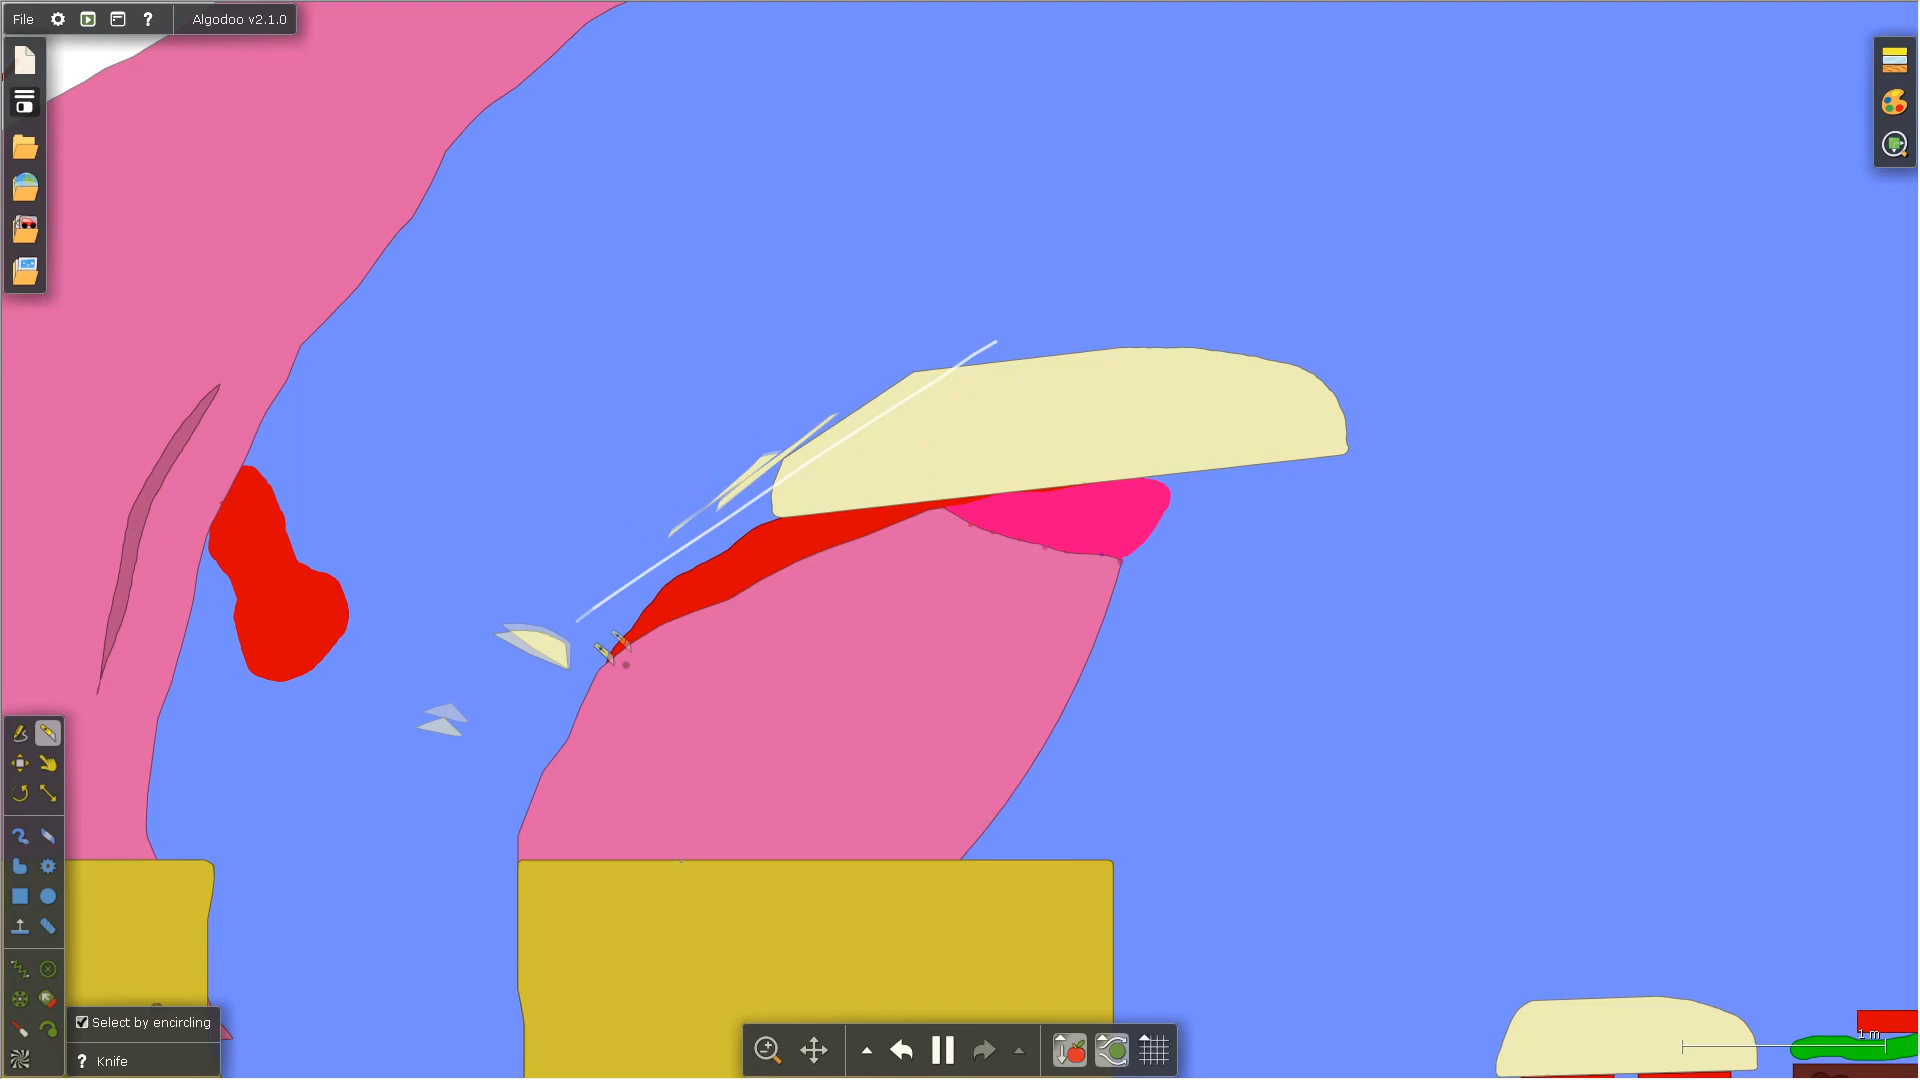 File ? Algodoo v2.1.0
Select by encircling
? Knife
1 m